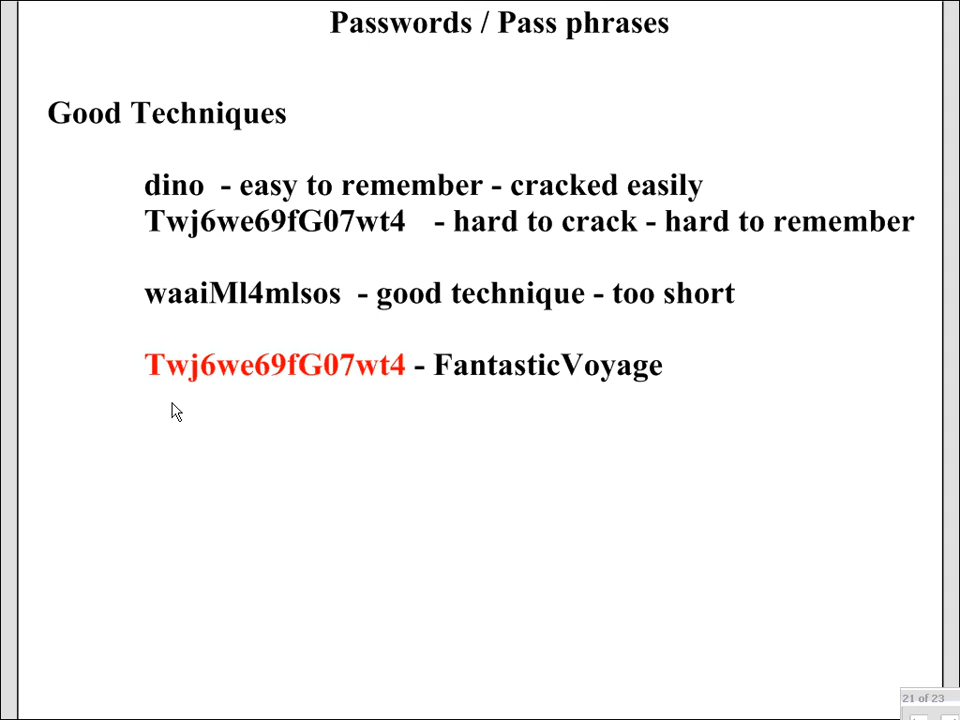 Passwords / Pass phrases
Good Techniques
dino - easy to remember - cracked easily
Twj6we69fG07wt4 - hard to crack - hard to remember
waaiMl4mlsos - good technique - too short
Twj6we69fG07wt4 - FantasticVoyage
21 of 23